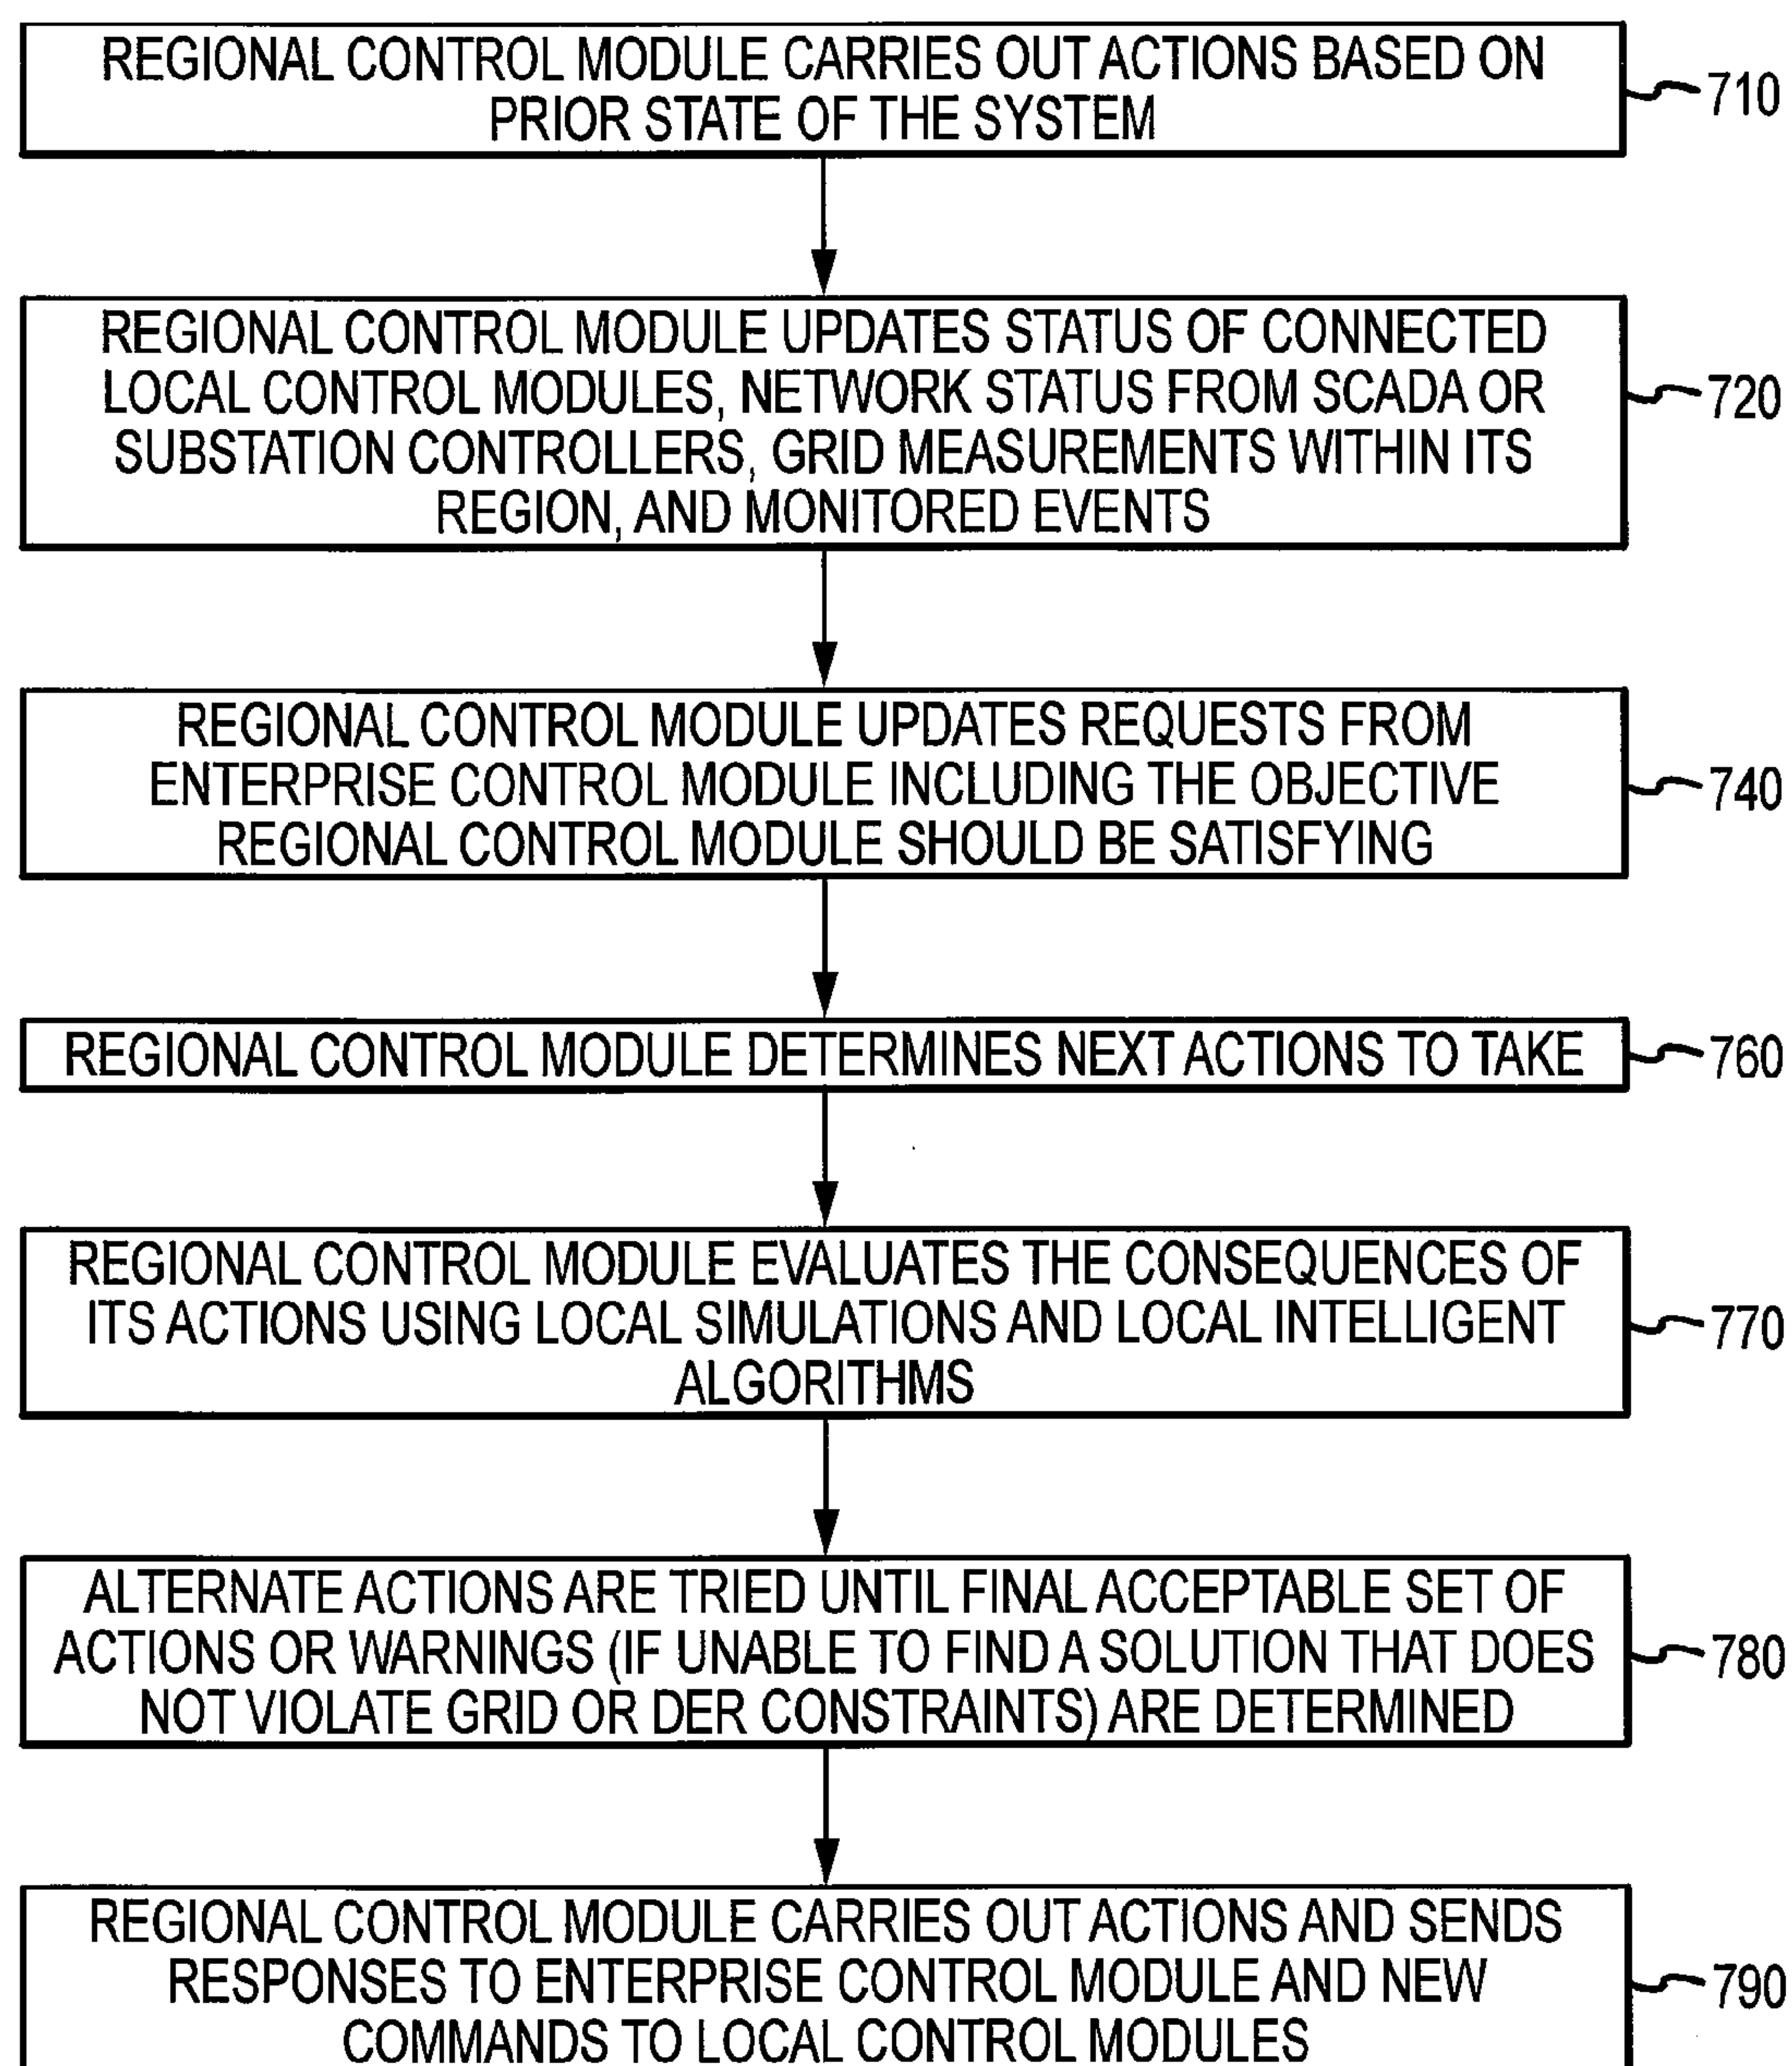 REGIONAL CONTROL MODULE CARRIES OUT ACTIONS BASED ON
PRIOR STATE OF THE SYSTEM
710
REGIONAL CONTROL MODULE UPDATES STATUS OF CONNECTED
LOCAL CONTROL MODULES, NETWORK STATUS FROM SCADA OR
SUBSTATION CONTROLLERS, GRID MEASUREMENTS WITHIN ITS
REGION, AND MONITORED EVENTS
720
REGIONAL CONTROL MODULE UPDATES REQUESTS FROM
ENTERPRISE CONTROL MODULE INCLUDING THE OBJECTIVE
REGIONAL CONTROL MODULE SHOULD BE SATISFYING
740
REGIONAL CONTROL MODULE DETERMINES NEXT ACTIONS TO TAKE
760
REGIONAL CONTROL MODULE EVALUATES THE CONSEQUENCES OF
ITS ACTIONS USING LOCAL SIMULATIONS AND LOCAL INTELLIGENT
ALGORITHMS
770
ALTERNATE ACTIONS ARE TRIED UNTIL FINAL ACCEPTABLE SET OF
ACTIONS OR WARNINGS (IF UNABLE TO FIND A SOLUTION THAT DOES
NOT VIOLATE GRID OR DER CONSTRAINTS) ARE DETERMINED
780
REGIONAL CONTROL MODULE CARRIES OUT ACTIONS AND SENDS
RESPONSES TO ENTERPRISE CONTROL MODULE AND NEW
COMMANDS TO LOCAL CONTROL MODULES
790